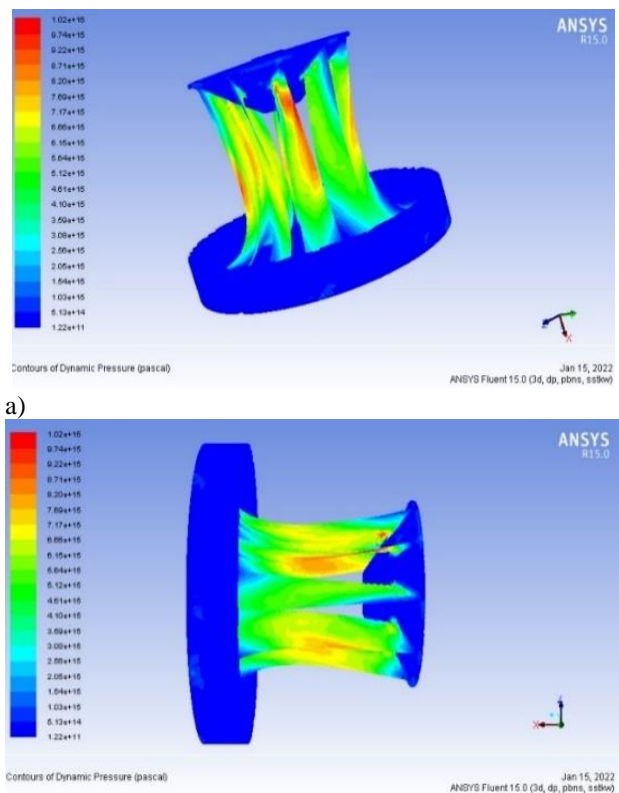 1.02e+16
9.74e+15
9.22e+15
8.71e+15
8.20e+15
7.69e+15
7.17e+15
6.66e+15
6.15e+15
5.64e+15
5.12e+15
4.61e+15
4.10e+15
3.59e+15
3.08e+15
2.56e+15
2.05e+15
1.54e+15
1.03e+15
5.13e+14
1.22e+11
ANSYS
R15.0
Z
X
Contours of Dynamic Pressure (pascal)
Jan 15, 2022
ANSYS Fluent 15.0 (3d, dp, pbns, sstkw)
a)
1.02e+16
9.74e+15
9.22e+15
8.71e+15
8.20e+15
7.69e+15
7.17e+15
6.66e+15
6.15e+15
5.64e+15
5.12e+15
4.61e+15
4.10e+15
3.59e+15
3.08e+15
2.56e+15
2.05e+15
1.54e+15
1.03e+15
5.13e+14
1.22e+11
ANSYS
R15.0
Z
X
Contours of Dynamic Pressure (pascal)
Jan 15, 2022
ANSYS Fluent 15.0 (3d, dp, pbns, sstkw)